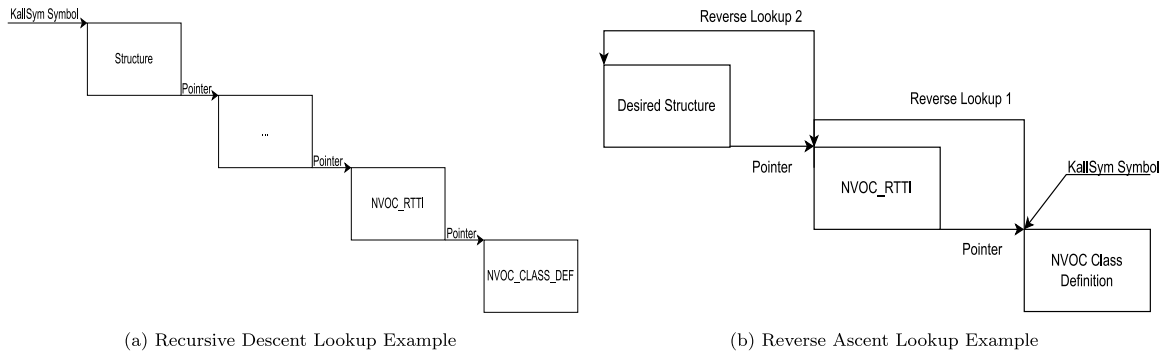 KallSym Symbol
Structure
Pointer
...
Pointer
NVOC_RTTI
Pointer
NVOC_CLASS_DEF
(a) Recursive Descent Lookup Example
Reverse Lookup 2
Desired Structure
Reverse Lookup 1
Pointer
KallSym Symbol
NVOC_RTTI
Pointer
NVOC Class
Definition
(b) Reverse Ascent Lookup Example